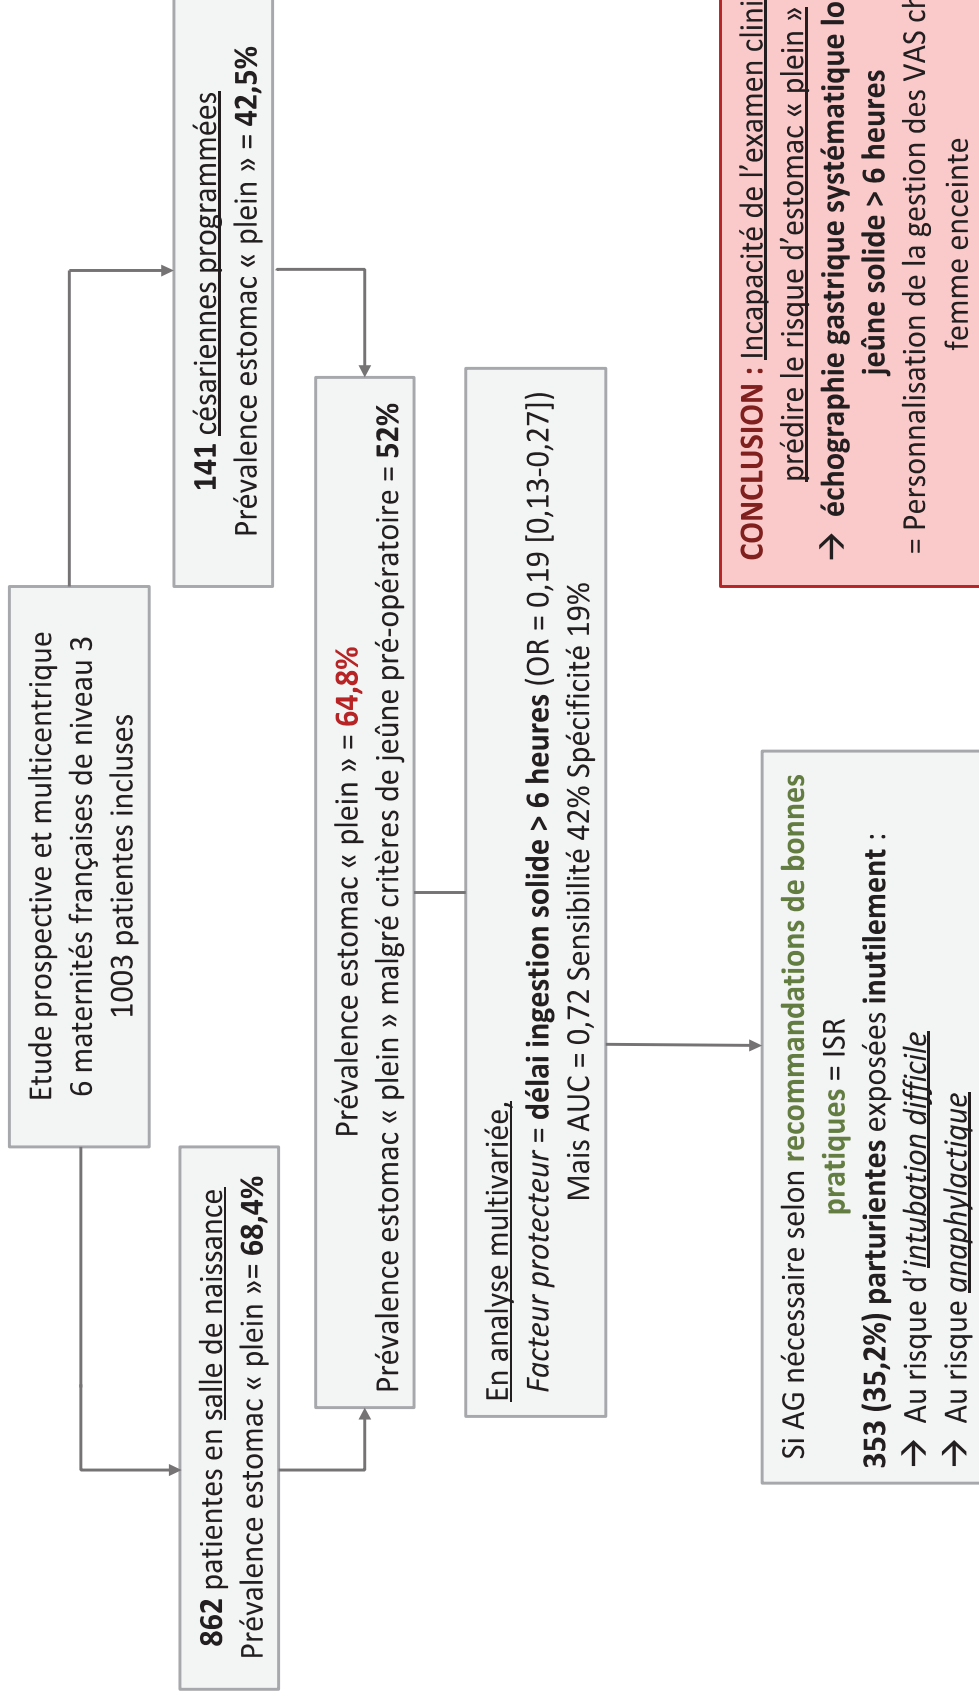 Etude prospective et multicentrique
6 maternités françaises de niveau 3
1003 patientes incluses
862 patientes en salle de naissance
Prévalence estomac « plein »= 68,4%
141 césariennes programmées
Prévalence estomac « plein » = 42,5%
Prévalence estomac « plein » = 64,8%
Prévalence estomac « plein » malgré critères de jeûne pré-opératoire = 52%
En analyse multivariée,
Facteur protecteur = délai ingestion solide > 6 heures (OR = 0,19 [0,13-0,27])
Mais AUC = 0,72 Sensibilité 42% Spécificité 19%
Si AG nécessaire selon recommandations de bonnes
pratiques = ISR
353 (35,2%) parturientes exposées inutilement :
→ Au risque d'intubation difficile
→ Au risque anaphylactique
CONCLUSION : Incapacité de l'examen clini
prédire le risque d'estomac « plein »
→ échographie gastrique systématique lo
jeûne solide > 6 heures
= Personnalisation de la gestion des VAS ch
femme enceinte